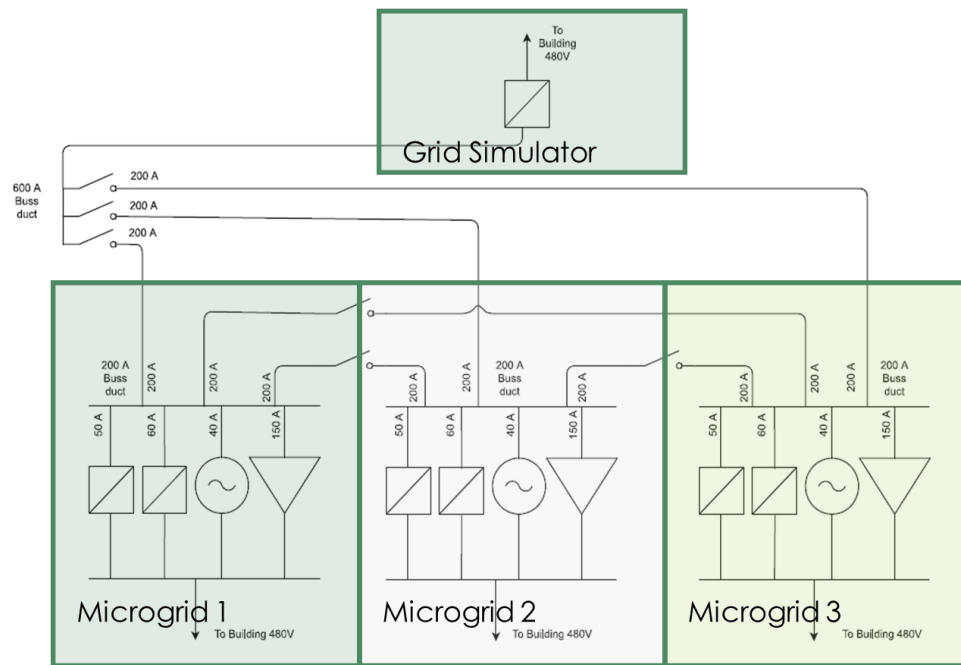 To
Building
480V
Grid Simulator
600 A
Buss
duct
200 A
200 A
200 A
200 A
Buss
duct
200 A
200 A
200 A
50 A
60 A
40 A
150 A
Microgrid 1
To Building 480V
200 A
200 A
200 A
Buss
duct
200 A
50 A
60 A
40 A
150 A
Microgrid 2
To Building 480V
200 A
200 A
200 A
200 A
Buss
duct
50 A
60 A
40 A
150 A
Microgrid 3
To Building 480V